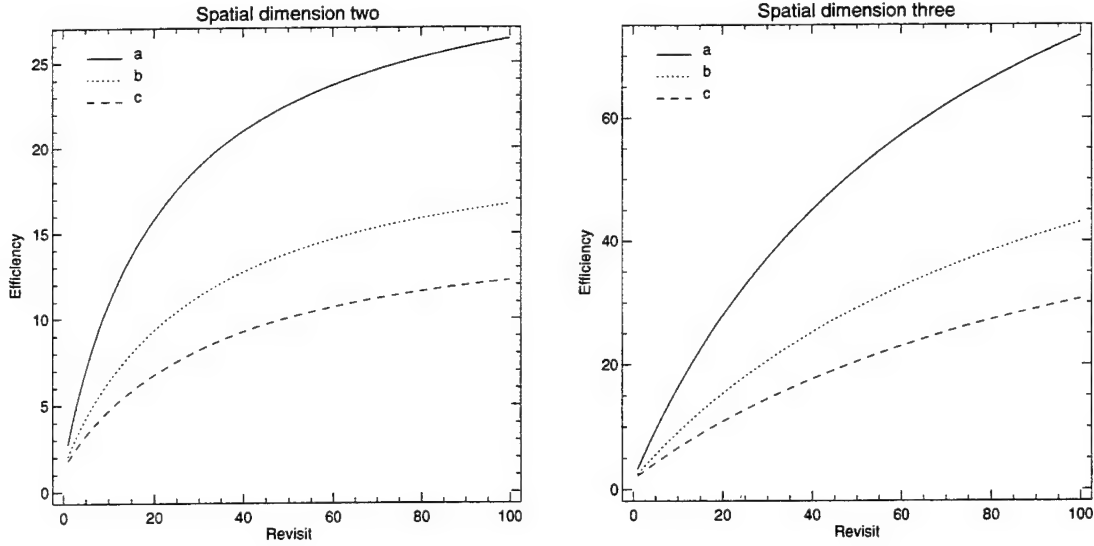 Spatial dimension two
a
b
c
25
20
15
10
5
0
Efficiency
0 20 40 60 80 100
Revisit
Spatial dimension three
a
b
c
60
40
20
0
Efficiency
0 20 40 60 80 100
Revisit